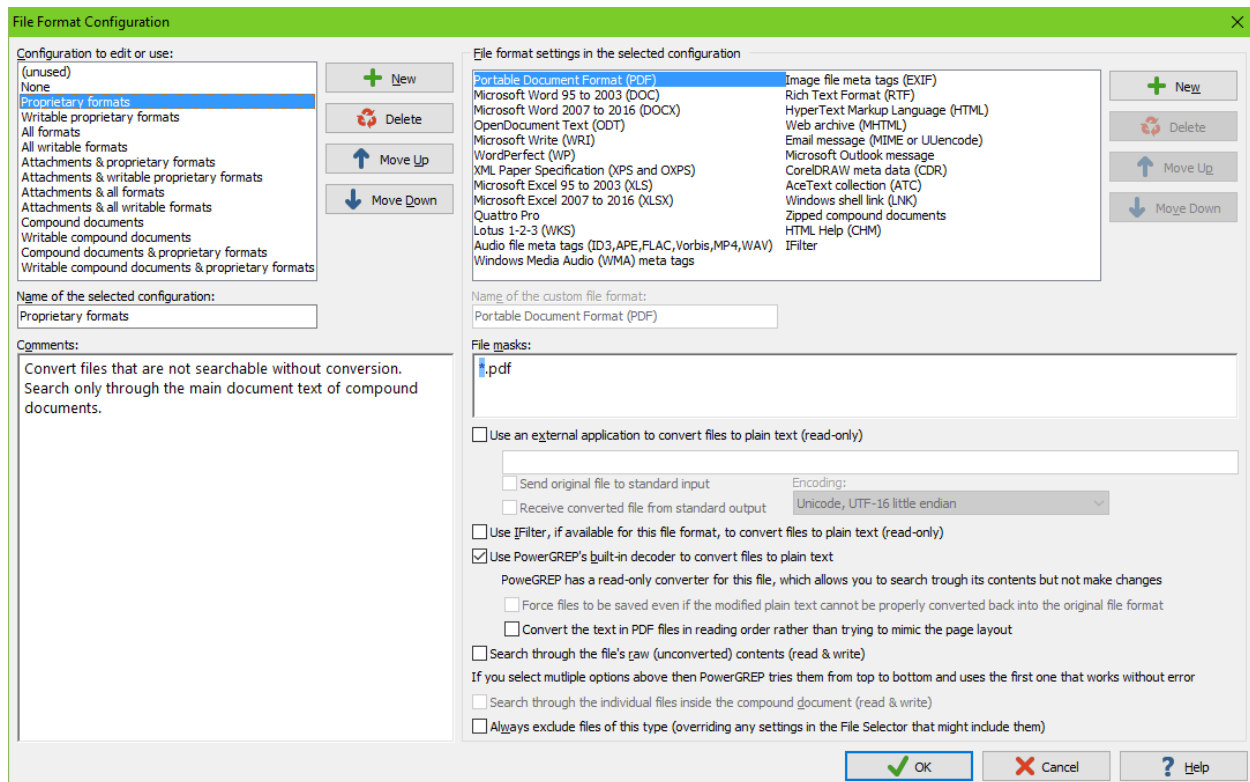 File Format Configuration
Configuration to edit or use:
(unused)
None
Proprietary formats
Writable proprietary formats
All formats
All writable formats
Attachments & proprietary formats
Attachments & writable proprietary formats
Attachments & all formats
Attachments & all writable formats
Compound documents
Writable compound documents
Compound documents & proprietary formats
Writable compound documents & proprietary formats
New
Delete
Move Up
Move Down
Name of the selected configuration:
Proprietary formats
Comments:
Convert files that are not searchable without conversion.
Search only through the main document text of compound
documents.
File format settings in the selected configuration
Portable Document Format (PDF)
Microsoft Word 95 to 2003 (DOC)
Microsoft Word 2007 to 2016 (DOCX)
OpenDocument Text (ODT)
Microsoft Write (WRI)
WordPerfect (WP)
XML Paper Specification (XPS and OXPS)
Microsoft Excel 95 to 2003 (XLS)
Microsoft Excel 2007 to 2016 (XLSX)
Quattro Pro
Lotus 1-2-3 (WKS)
Audio file meta tags (ID3,APE,FLAC,Vorbis,MP4,WAV)
Windows Media Audio (WMA) meta tags
Image file meta tags (EXIF)
Rich Text Format (RTF)
HyperText Markup Language (HTML)
Web archive (MHTML)
Email message (MIME or UUencode)
Microsoft Outlook message
CorelDRAW meta data (CDR)
AceText collection (ATC)
Windows shell link (LNK)
Zipped compound documents
HTML Help (CHM)
IFilter
New
Delete
Move Up
Move Down
Name of the custom file format:
Portable Document Format (PDF)
File masks:
*.pdf
Use an external application to convert files to plain text (read-only)
Send original file to standard input
Receive converted file from standard output
Encoding:
Unicode, UTF-16 little endian
Use IFilter, if available for this file format, to convert files to plain text (read-only)
Use PowerGREP's built-in decoder to convert files to plain text
PoweGREP has a read-only converter for this file, which allows you to search trough its contents but not make changes
Force files to be saved even if the modified plain text cannot be properly converted back into the original file format
Convert the text in PDF files in reading order rather than trying to mimic the page layout
Search through the file's raw (unconverted) contents (read & write)
If you select mutliple options above then PowerGREP tries them from top to bottom and uses the first one that works without error
Search through the individual files inside the compound document (read & write)
Always exclude files of this type (overriding any settings in the File Selector that might include them)
OK
Cancel
Help